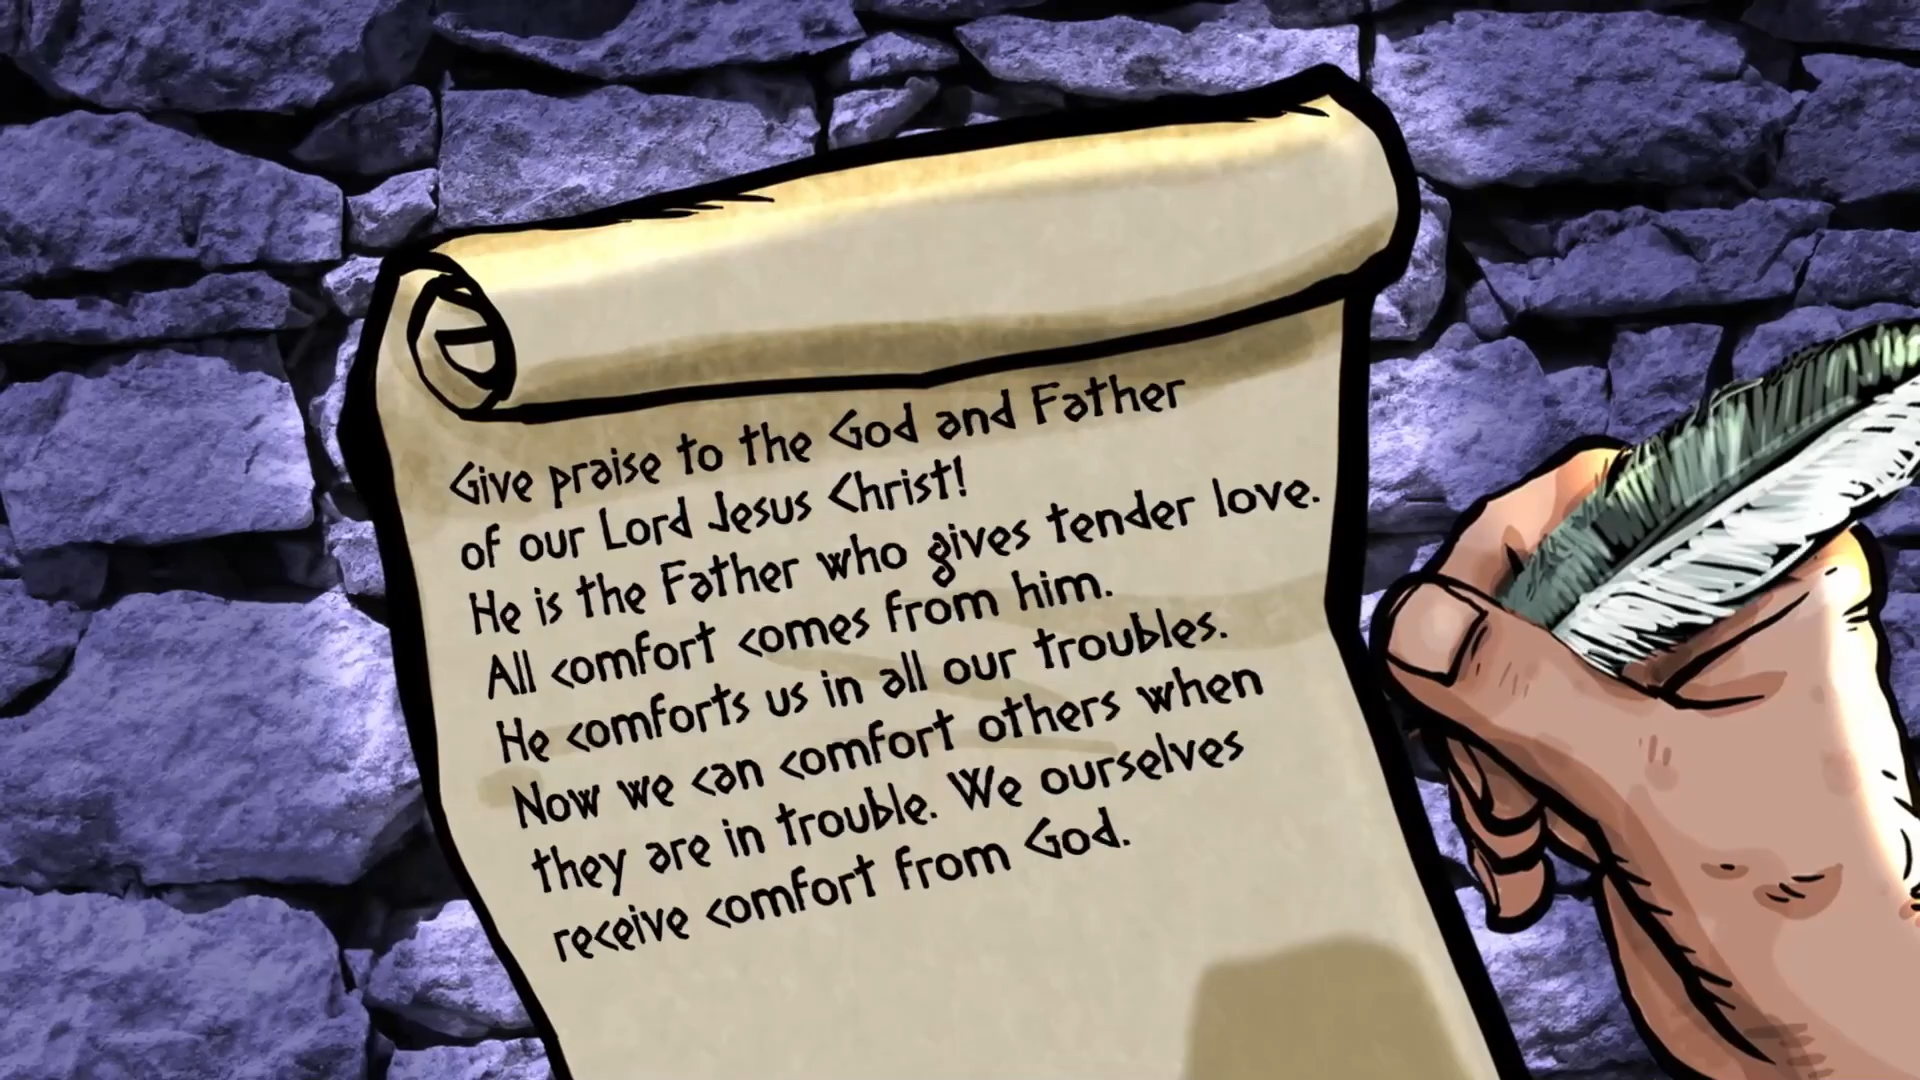 Give praise to the God and Father
of our Lord Jesus Christ!
He is the Father who gives tender love.
All comfort comes from him.
He comforts us in all our troubles.
Now we can comfort others when
they are in trouble. We ourselves
receive comfort from God.